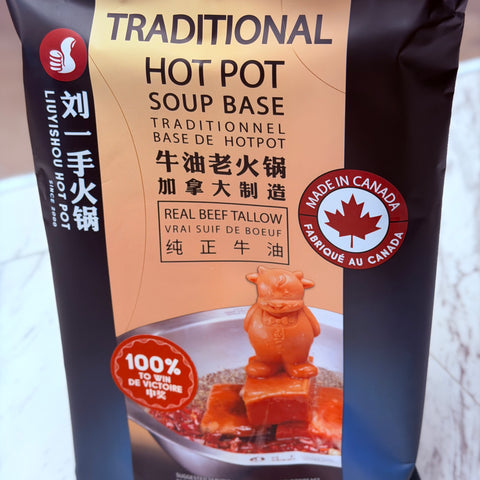 TRADITIONAL
HOT POT
SOUP BASE
TRADITIONNEL
BASE DE HOTPOT
牛油老火锅
加拿大制造
REAL BEEF TALLOW
VRAI SUIF DE BOEUF
纯正牛油
刘一手火锅
LIUYISHOU HOT POT
SINCE 2000
MADE IN CANADA
FABRIQUÉ AU CANADA
100%
TO WIN
DE VICTOIRE
中奖